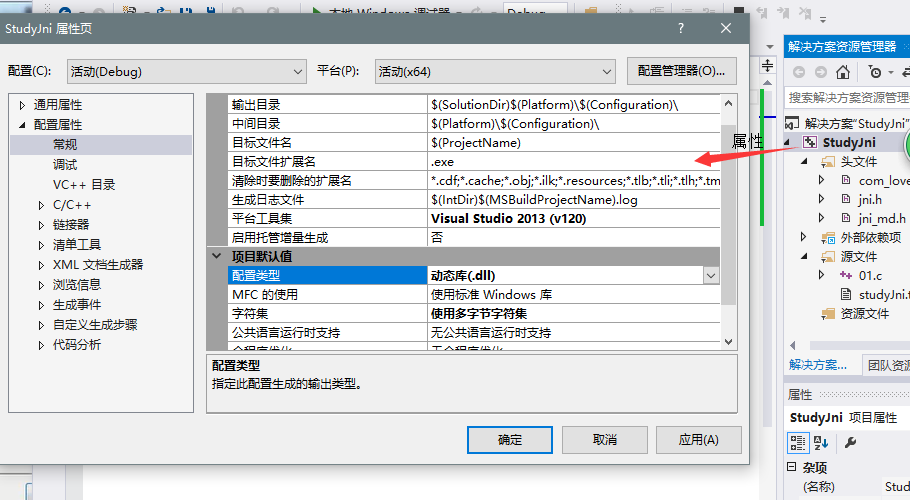 本地 Windows 调试器
Debug
StudyJni 属性页
?
配置(C):
活动(Debug)
平台(P):
活动(x64)
配置管理器(O)...
通用属性
配置属性
常规
调试
VC++ 目录
C/C++
链接器
清单工具
XML 文档生成器
浏览信息
生成事件
自定义生成步骤
代码分析
输出目录
$(SolutionDir)$(Platform)\$(Configuration)\
中间目录
$(Platform)\$(Configuration)\
目标文件名
$(ProjectName)
目标文件扩展名
.exe
清除时要删除的扩展名
*.cdf;*.cache;*.obj;*.ilk;*.resources;*.tlb;*.tli;*.tlh;*.tm
生成日志文件
$(IntDir)$(MSBuildProjectName).log
平台工具集
Visual Studio 2013 (v120)
启用托管增量生成
否
项目默认值
配置类型
动态库(.dll)
MFC 的使用
使用标准 Windows 库
字符集
使用多字节字符集
公共语言运行时支持
无公共语言运行时支持
全程序优化
无全程序优化
配置类型
指定此配置生成的输出类型。
确定
取消
应用(A)
属性
解决方案资源管理器
搜索解决方案资源管理
解决方案"StudyJni"
StudyJni
头文件
com_love
jni.h
jni_md.h
外部依赖项
源文件
01.c
studyJni.t
资源文件
解决方案...
团队资源
属性
StudyJni 项目属性
杂项
(名称)
Stud